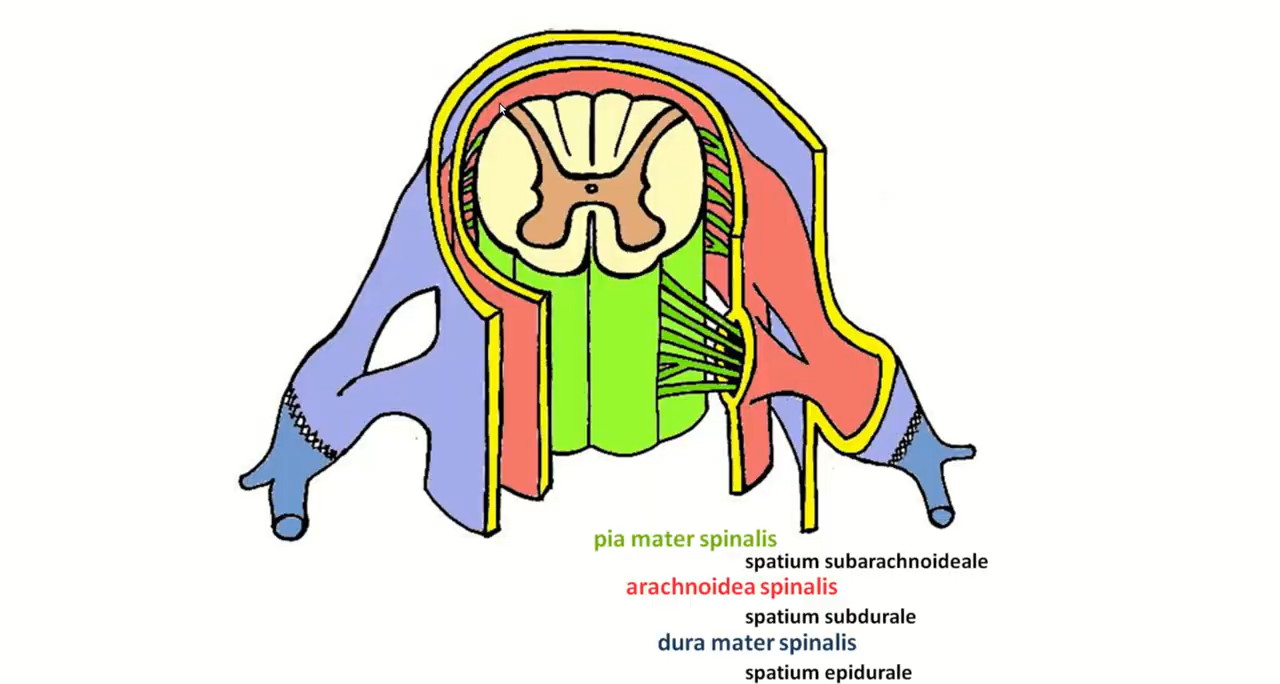 pia mater spinalis
spatium subarachnoideale
arachnoidea spinalis
spatium subdurale
dura mater spinalis
spatium epidurale